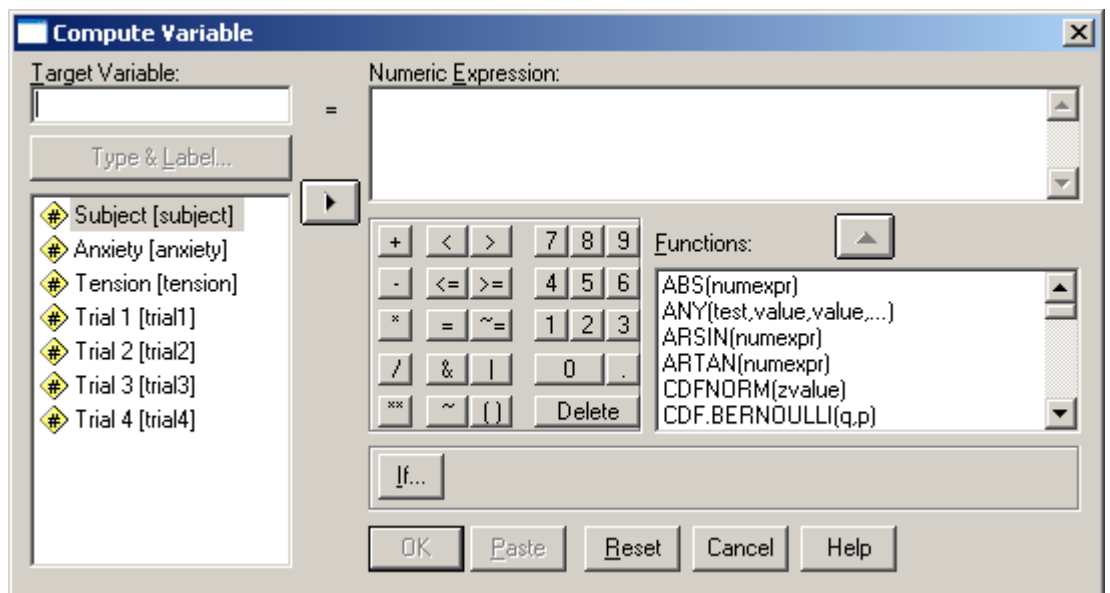 Compute Variable
Target Variable:
Numeric Expression:
=
Type & Label...
Subject [subject]
Anxiety [anxiety]
Tension [tension]
Trial 1 [trial1]
Trial 2 [trial2]
Trial 3 [trial3]
Trial 4 [trial4]
+ < > 7 8 9
- <= >= 4 5 6
* = ~= 1 2 3
/ & | 0 .
** ~ () Delete
Functions:
ABS(numexpr)
ANY(test,value,value,...)
ARSIN(numexpr)
ARTAN(numexpr)
CDFNORM(zvalue)
CDF.BERNOULLI(q,p)
If...
OK Paste Reset Cancel Help